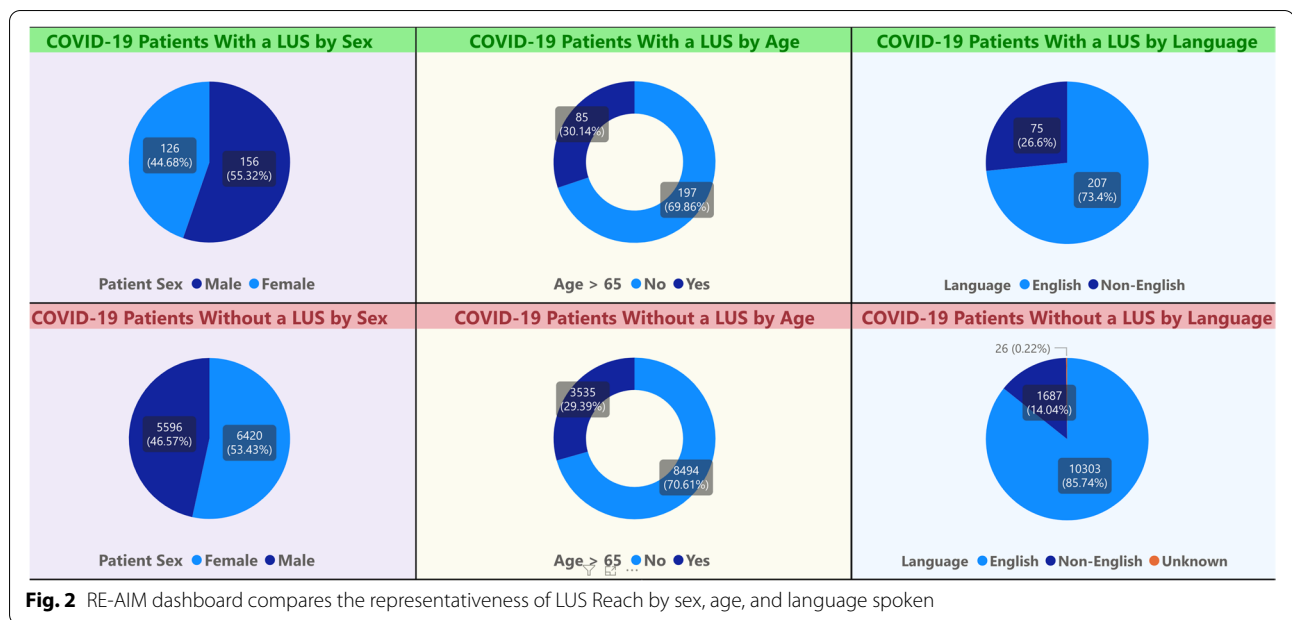 COVID-19 Patients With a LUS by Sex
126
(44.68%)
156
(55.32%)
Patient Sex Male Female
COVID-19 Patients With a LUS by Age
85
(30.14%)
197
(69.86%)
Age > 65 No Yes
COVID-19 Patients With a LUS by Language
75
(26.6%)
207
(73.4%)
Language English Non-English
COVID-19 Patients Without a LUS by Sex
5596
(46.57%)
6420
(53.43%)
Patient Sex Female Male
COVID-19 Patients Without a LUS by Age
3535
(29.39%)
8494
(70.61%)
Age > 65 No Yes
COVID-19 Patients Without a LUS by Language
26 (0.22%)
1687
(14.04%)
10303
(85.74%)
Language English Non-English Unknown
Fig. 2 RE-AIM dashboard compares the representativeness of LUS Reach by sex, age, and language spoken